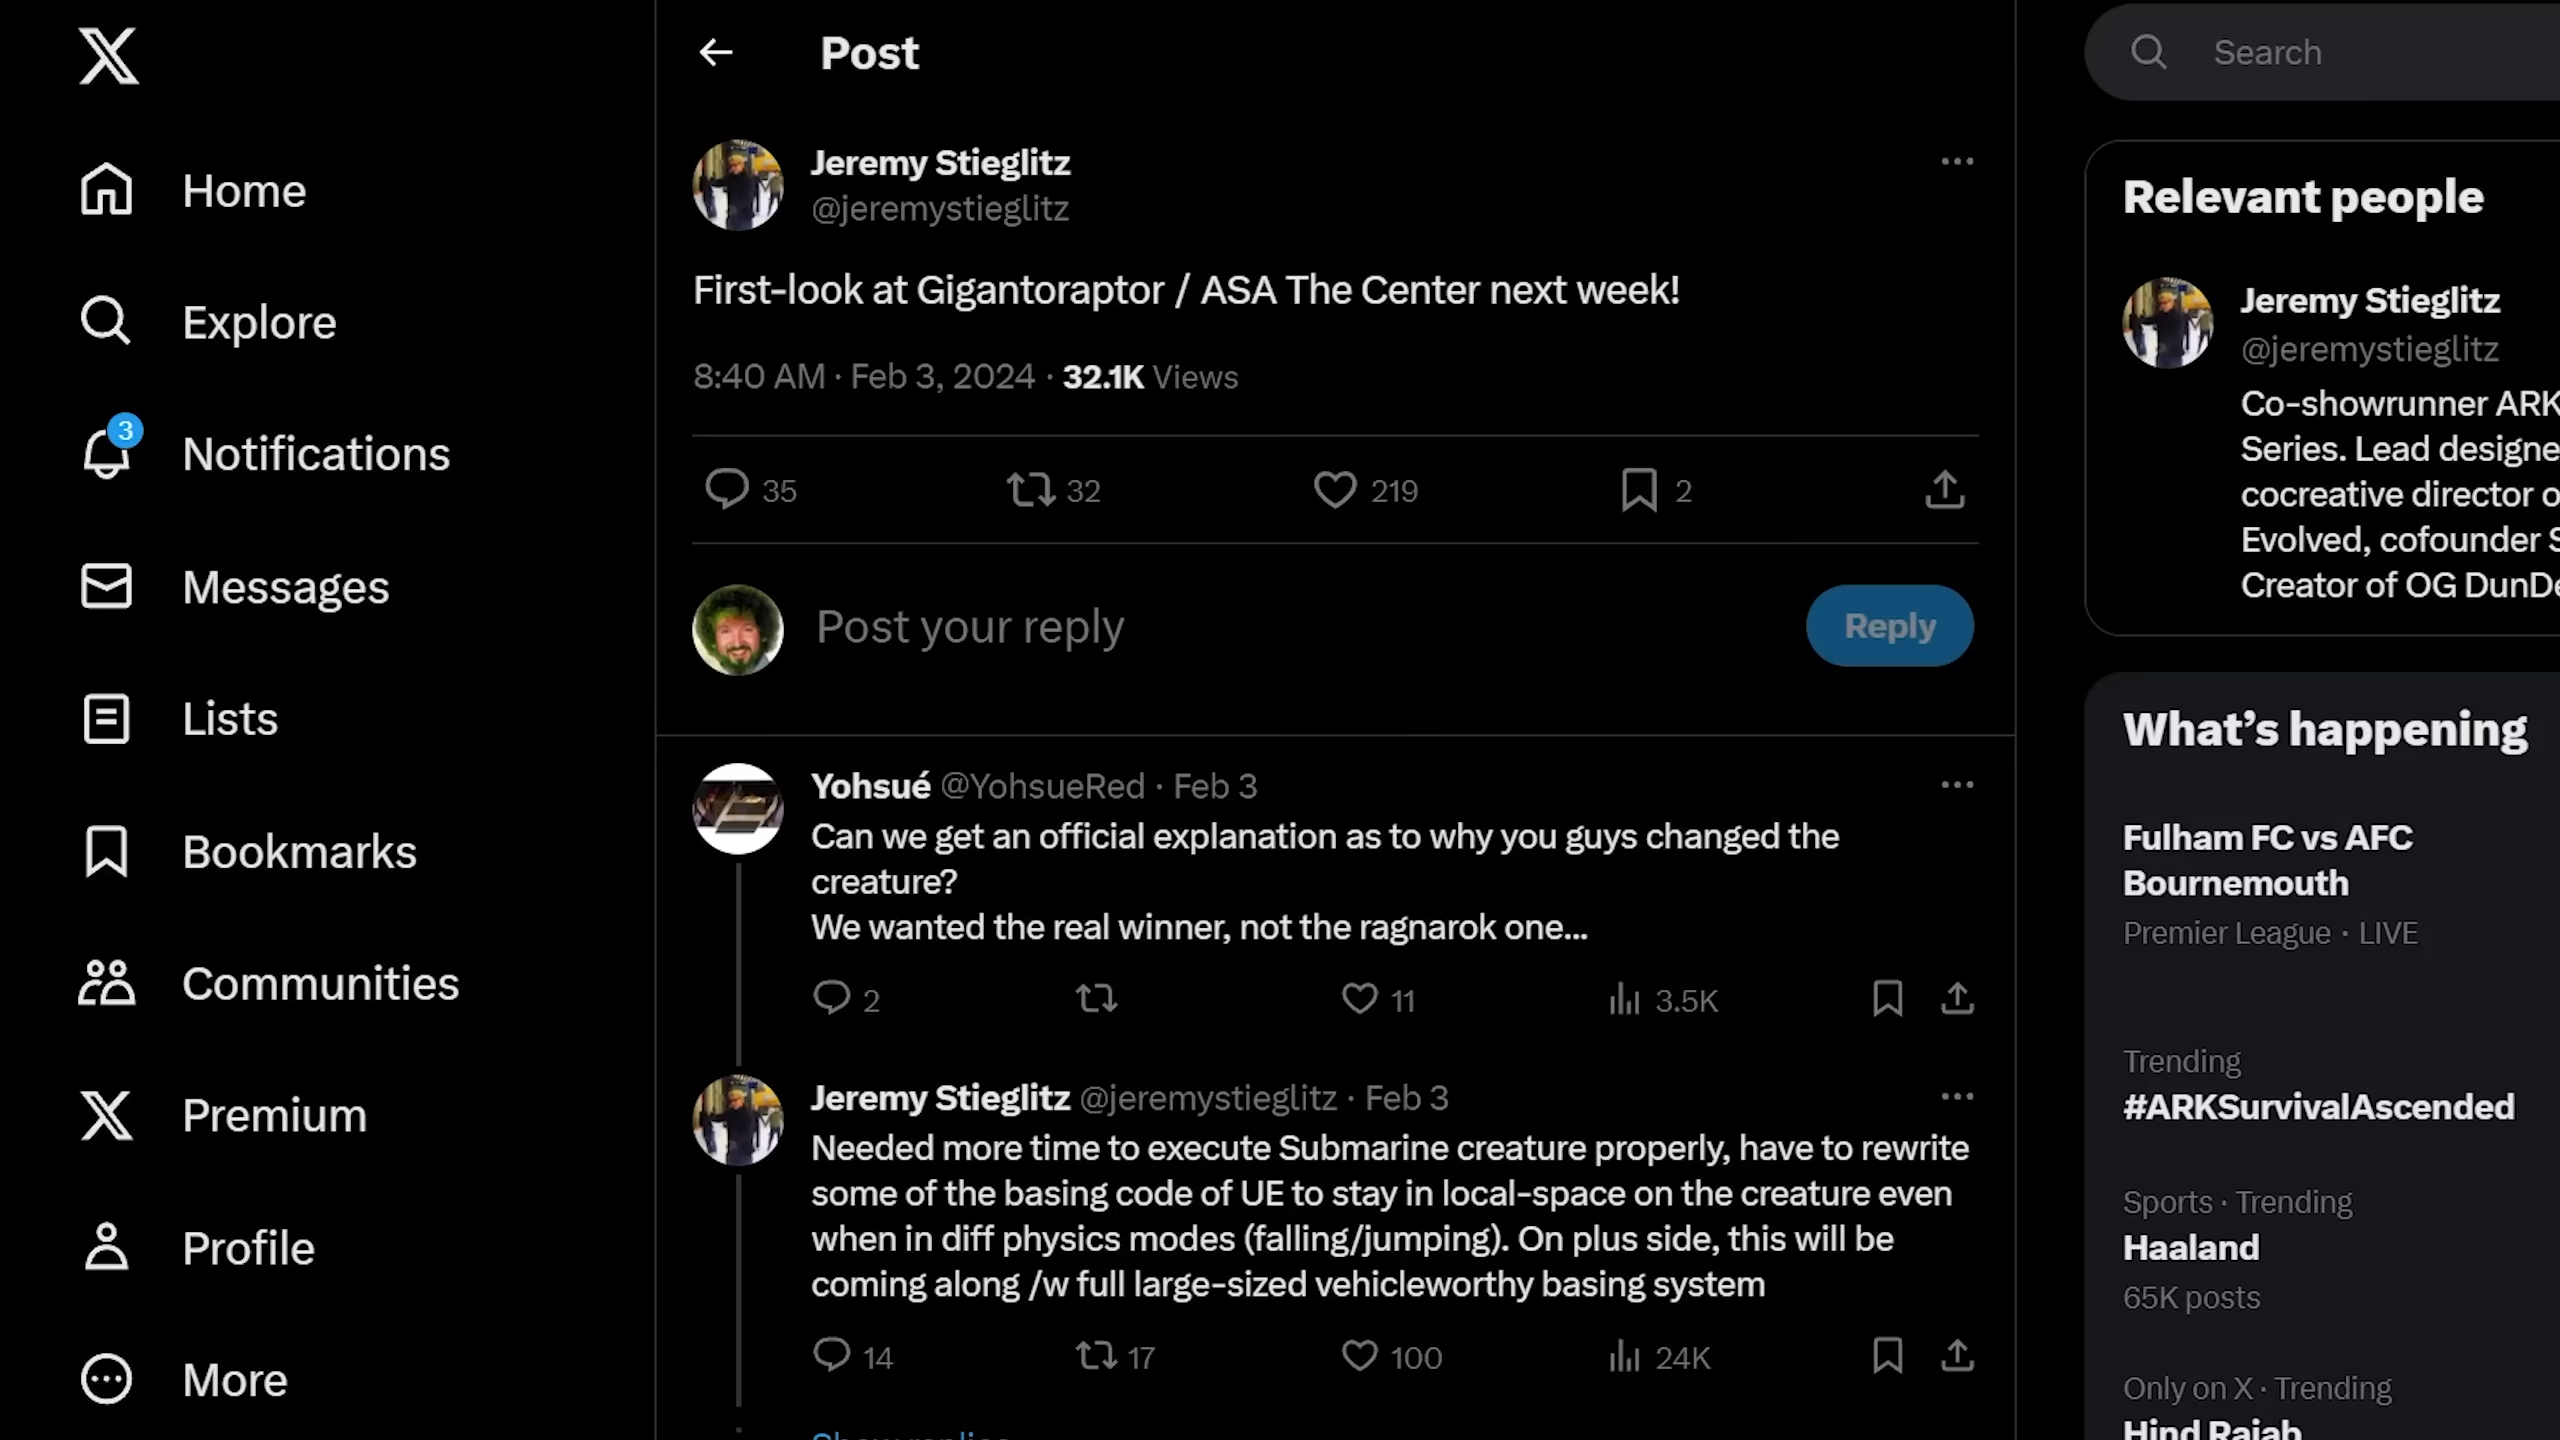 Home
Explore
3
Notifications
Messages
Lists
Bookmarks
Communities
Premium
Profile
More
Post
Jeremy Stieglitz
@jeremystieglitz
First-look at Gigantoraptor / ASA The Center next week!
8:40 AM · Feb 3, 2024 · 32.1K Views
35 32 219 2
Post your reply
Reply
Yohsué @YohsueRed · Feb 3
Can we get an official explanation as to why you guys changed the
creature?
We wanted the real winner, not the ragnarok one...
2 11 3.5K
Jeremy Stieglitz @jeremystieglitz · Feb 3
Needed more time to execute Submarine creature properly, have to rewrite
some of the basing code of UE to stay in local-space on the creature even
when in diff physics modes (falling/jumping). On plus side, this will be
coming along /w full large-sized vehicleworthy basing system
14 17 100 24K
Search
Relevant people
Jeremy Stieglitz
@jeremystieglitz
Co-showrunner ARK
Series. Lead designe
cocreative director o
Evolved, cofounder S
Creator of OG DunDe
What's happening
Fulham FC vs AFC
Bournemouth
Premier League · LIVE
Trending
#ARKSurvivalAscended
Sports · Trending
Haaland
65K posts
Only on X · Trending
Hind Rajab